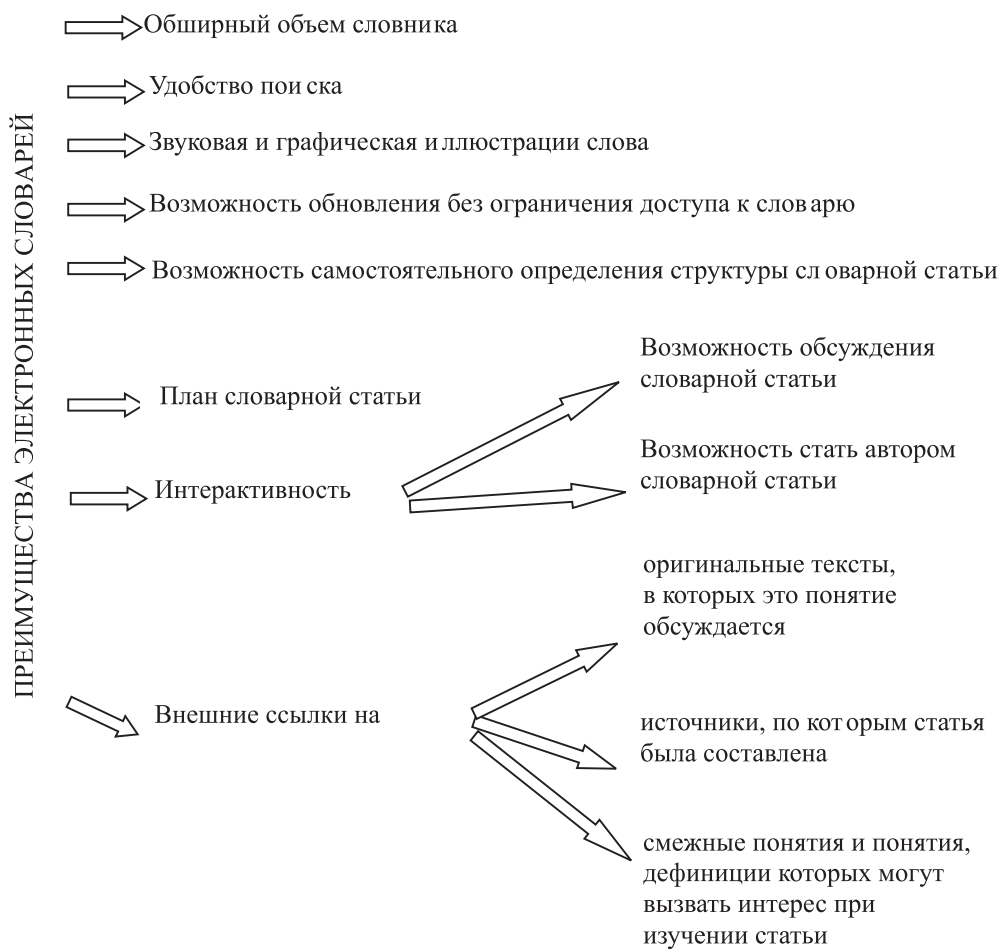 ПРЕИМУЩЕСТВА ЭЛЕКТРОННЫХ СЛОВАРЕЙ
Обширный объем словника
Удобство поиска
Звуковая и графическая иллюстрации слова
Возможность обновления без ограничения доступа к словарю
Возможность самостоятельного определения структуры словарной статьи
План словарной статьи
Интерактивность
Возможность обсуждения
словарной статьи
Возможность стать автором
словарной статьи
Внешние ссылки на
оригинальные тексты,
в которых это понятие
обсуждается
источники, по которым статья
была составлена
смежные понятия и понятия,
дефиниции которых могут
вызвать интерес при
изучении статьи